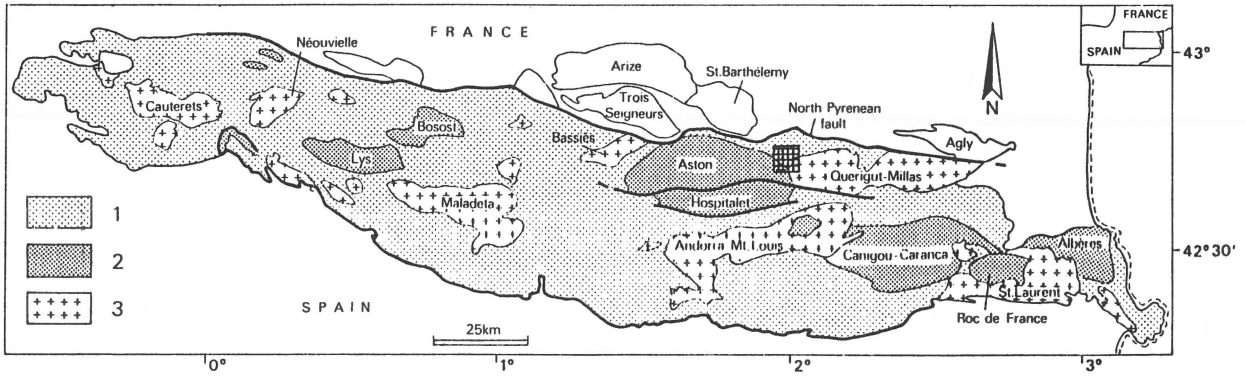 FRANCE
FRANCE
SPAIN
43°
Néouvielle
Arize
St. Barthélemy
Trois
Seigneurs
North Pyrenean
fault
N
Cauterets
Bosost
Bassiès
Agly
Lys
Aston
Querigut-Millas
Maladeta
Hospitalet
1
2
3
Andorra Mt. Louis
Canigou-Caranca
Albères
42°30'
St. Laurent
Roc de France
SPAIN
25km
0°
1°
2°
3°